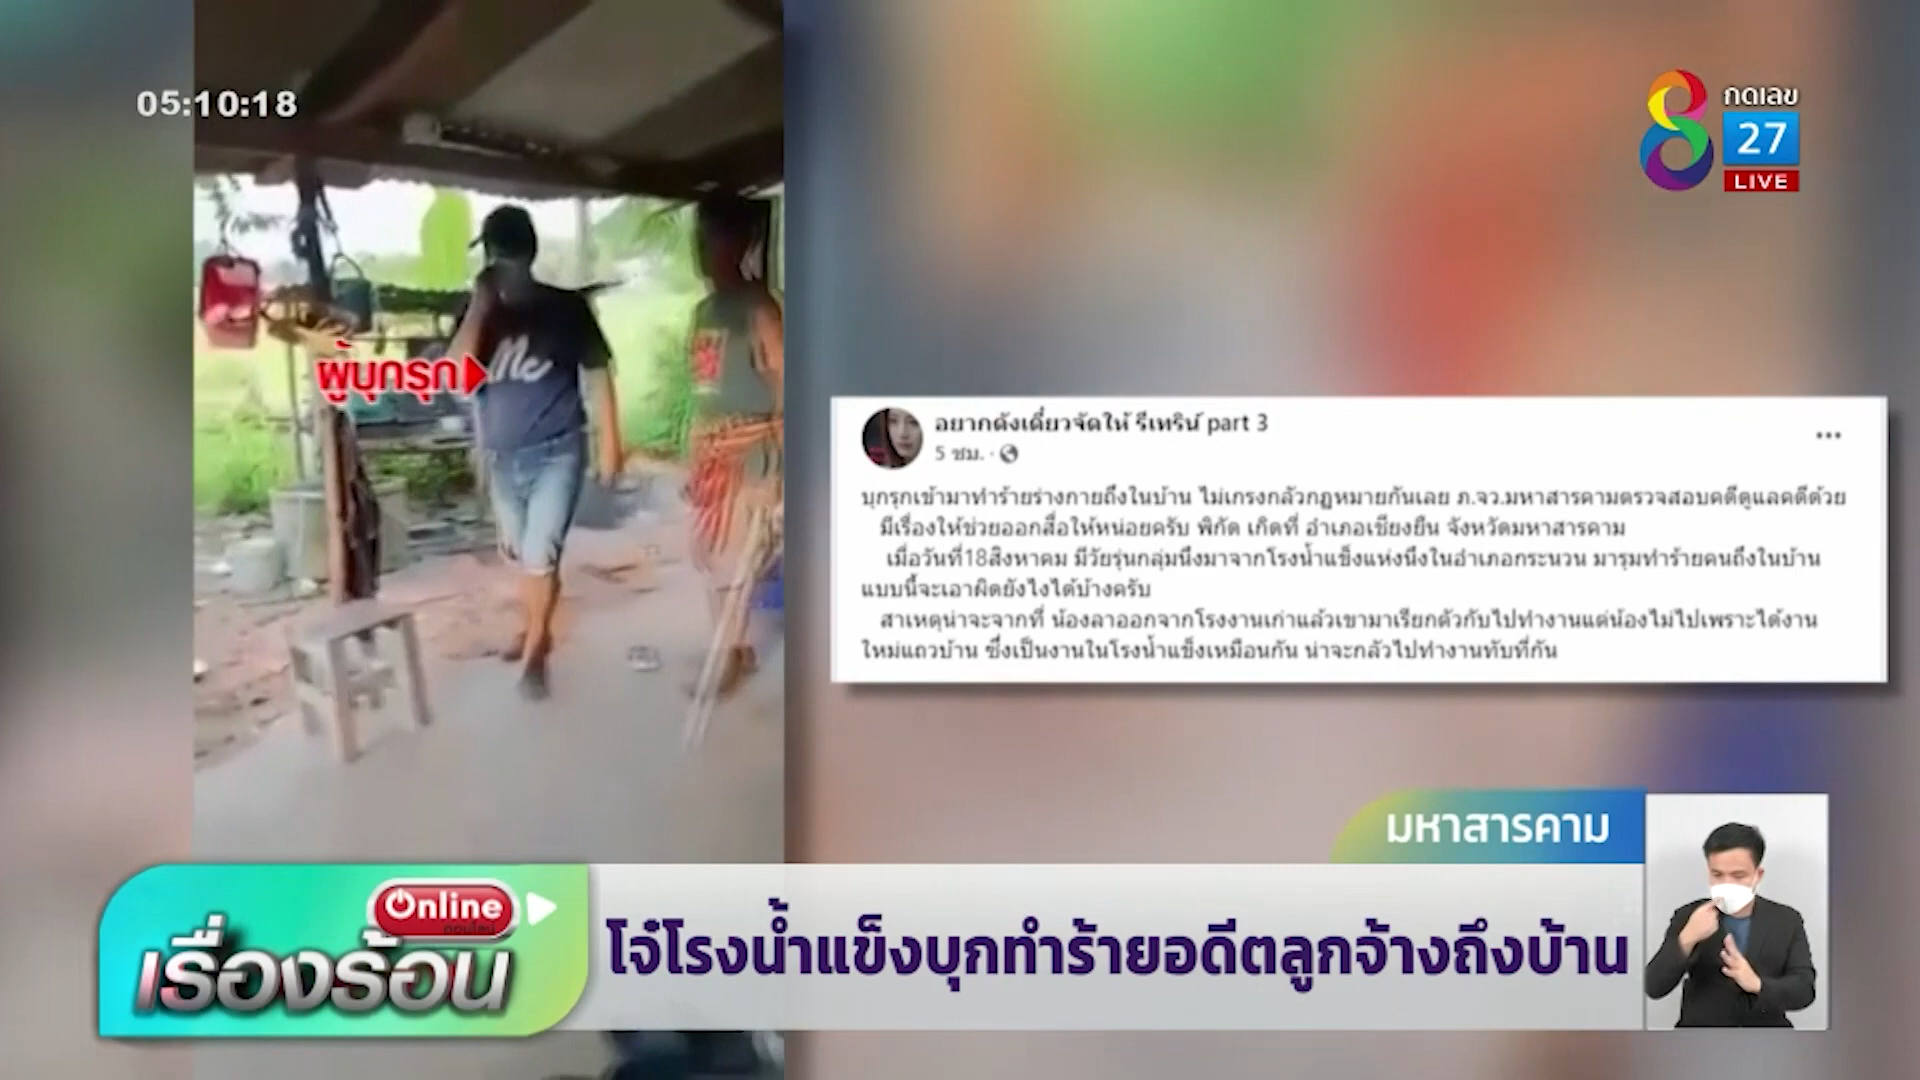 05:10:18
กดเลข
27
LIVE
Me
ผู้บุกรุก
อยากดังเดี๋ยวจัดให้ รีเทริน์ part 3
5 ชม.
บุกรุกเข้ามาทำร้ายร่างกายถึงในบ้าน ไม่เกรงกลัวกฎหมายกันเลย ภ.จว.มหาสารคามตรวจสอบคดีดูแลคดีด้วย
มีเรื่องให้ช่วยออกสื่อให้หน่อยครับ พิกัด เกิดที่ อำเภอเชียงยืน จังหวัดมหาสารคาม
เมื่อวันที่18สิงหาคม มีวัยรุ่นกลุ่มนึงมาจากโรงน้ำแข็งแห่งนึงในอำเภอกระนวน มารุมทำร้ายคนถึงในบ้าน
แบบนี้จะเอาผิดยังไงได้บ้างครับ
สาเหตุน่าจะจากที่ น้องลาออกจากโรงงานเก่าแล้วเขามาเรียกตัวกับไปทำงานแต่น้องไม่ไปเพราะได้งาน
ใหม่แถวบ้าน ซึ่งเป็นงานในโรงน้ำแข็งเหมือนกัน น่าจะกลัวไปทำงานทับที่กัน
มหาสารคาม
Online
ออนไลน์
เรื่องร้อน
โจ๋โรงน้ำแข็งบุกทำร้ายอดีตลูกจ้างถึงบ้าน